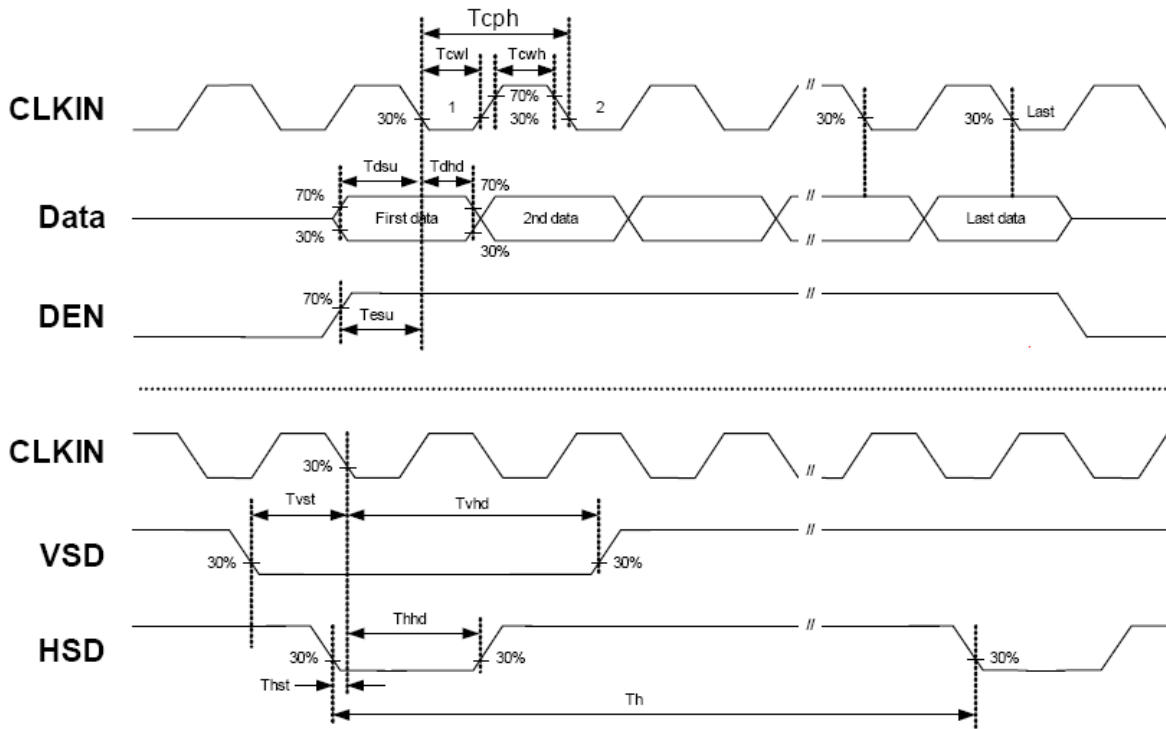 Tcph
Tcwl Tcwh
CLKIN 30% 1 70% 30% 2 // 30% 30% Last
Tdsu Tdhd
Data 70% 30% First data 70% 30% 2nd data // // Last data
DEN 70% Tesu //
CLKIN 30% //
Tvst Tvhd
VSD 30% 30% //
Thhd
HSD 30% 30% // 30%
Thst
Th